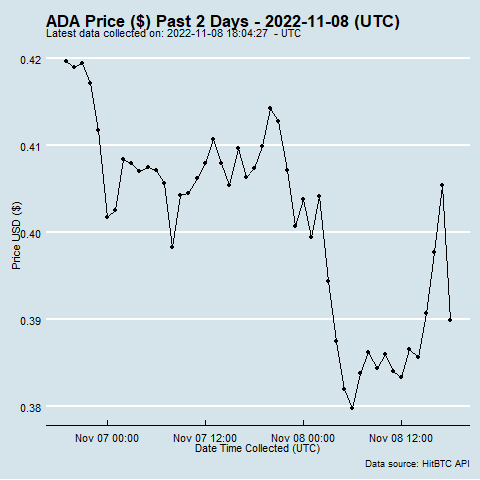 ADA Price ($) Past 2 Days - 2022-11-08 (UTC)
Latest data collected on: 2022-11-08 18:04:27  - UTC
0.42
0.41
0.40
0.39
0.38
Price USD ($)
Nov 07 00:00 Nov 07 12:00 Nov 08 00:00 Nov 08 12:00
Date Time Collected (UTC)
Data source: HitBTC API